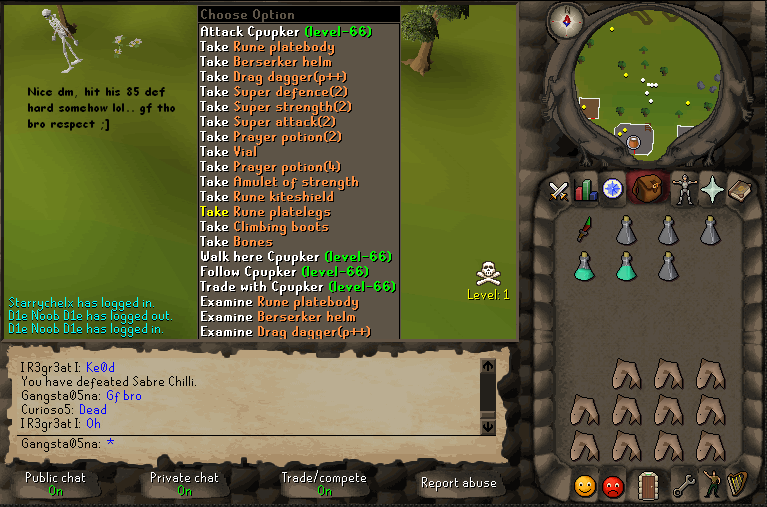 Nice dm, hit his 85 def
hard somehow lol.. gf tho
bro respect ;]
Choose Option
Attack Cpupker (level-66)
Take Rune platebody
Take Berserker helm
Take Drag dagger(p++)
Take Super defence(2)
Take Super strength(2)
Take Super attack(2)
Take Prayer potion(2)
Take Vial
Take Prayer potion(4)
Take Amulet of strength
Take Rune kiteshield
Take Rune platelegs
Take Climbing boots
Take Bones
Walk here Cpupker (level-66)
Follow Cpupker (level-66)
Trade with Cpupker (level-66)
Examine Rune platebody
Examine Berserker helm
Examine Drag dagger(p++)
Level: 1
Starrychelx has logged in.
D1e Noob D1e has logged out.
D1e Noob D1e has logged in.
I R3gr3at I: Ke0d
You have defeated Sabre Chilli.
Gangsta05na: Gf bro
Curioso5: Dead
I R3gr3at I: Oh
Gangsta05na: *
Public chat
On
Private chat
On
Trade/compete
On
Report abuse